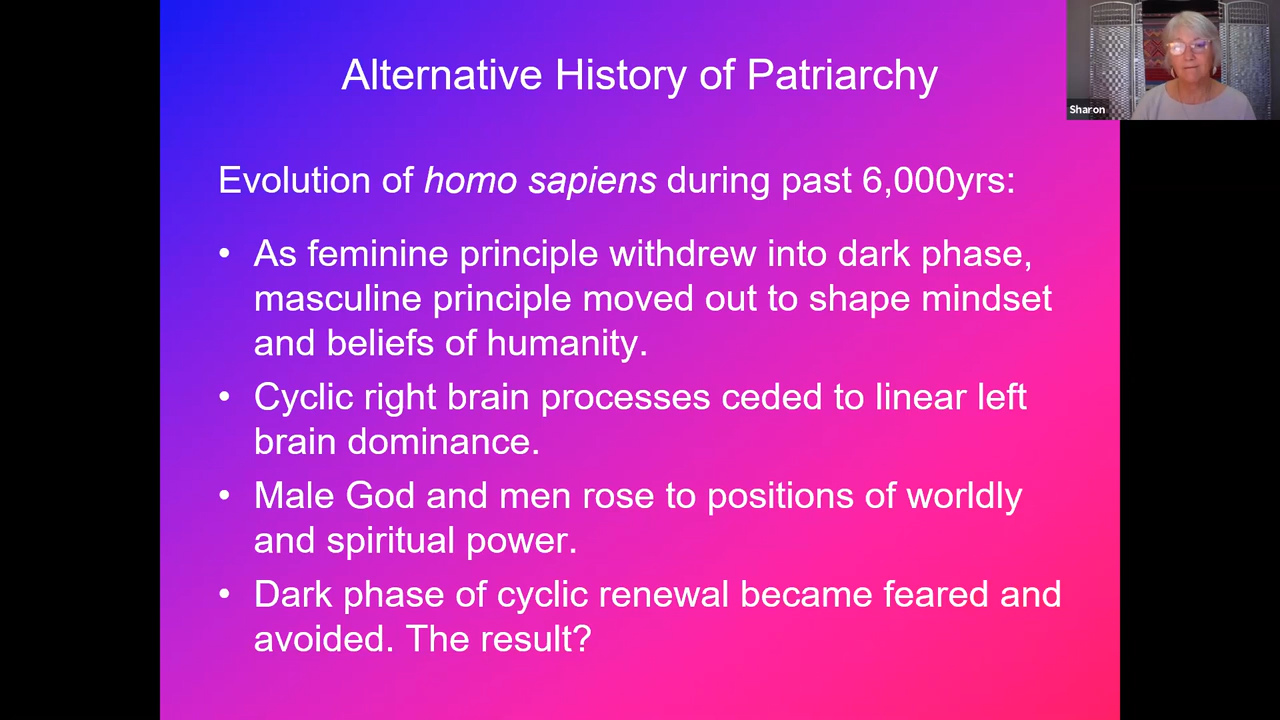 Alternative History of Patriarchy
Sharon
Evolution of homo sapiens during past 6,000yrs:
• As feminine principle withdrew into dark phase,
masculine principle moved out to shape mindset
and beliefs of humanity.
• Cyclic right brain processes ceded to linear left
brain dominance.
• Male God and men rose to positions of worldly
and spiritual power.
• Dark phase of cyclic renewal became feared and
avoided. The result?